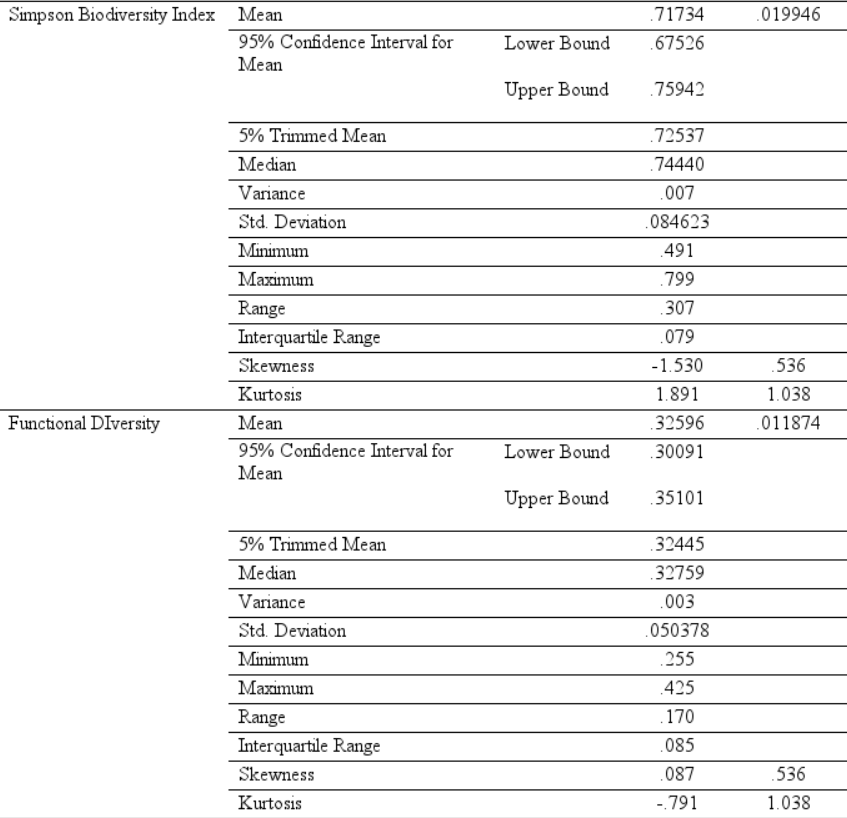 Simpson Biodiversity Index Mean .71734 .019946
95% Confidence Interval for Mean Lower Bound .67526
Upper Bound .75942
5% Trimmed Mean .72537
Median .74440
Variance .007
Std. Deviation .084623
Minimum .491
Maximum .799
Range .307
Interquartile Range .079
Skewness -1.530 .536
Kurtosis 1.891 1.038
Functional DIversity Mean .32596 .011874
95% Confidence Interval for Mean Lower Bound .30091
Upper Bound .35101
5% Trimmed Mean .32445
Median .32759
Variance .003
Std. Deviation .050378
Minimum .255
Maximum .425
Range .170
Interquartile Range .085
Skewness .087 .536
Kurtosis -.791 1.038